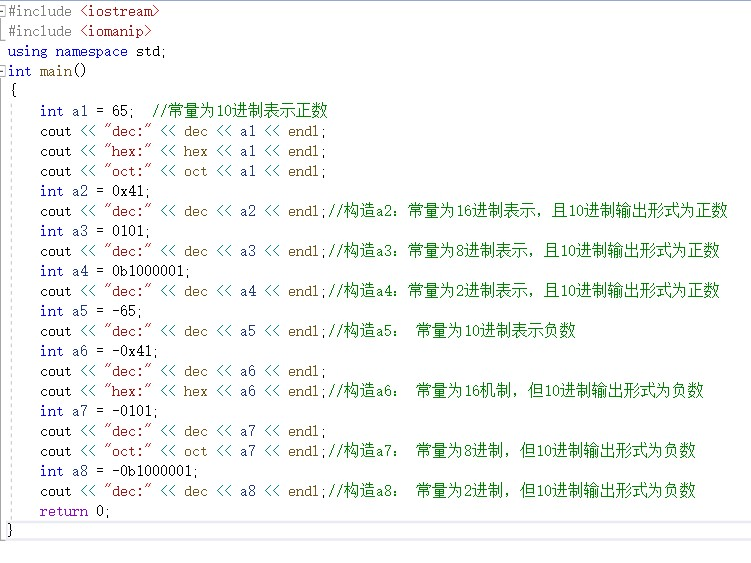 #include <iostream>
#include <iomanip>
using namespace std;
int main()
{
    int a1 = 65;  //常量为10进制表示正数
    cout << "dec:" << dec << a1 << endl;
    cout << "hex:" << hex << a1 << endl;
    cout << "oct:" << oct << a1 << endl;
    int a2 = 0x41;
    cout << "dec:" << dec << a2 << endl;//构造a2：常量为16进制表示，且10进制输出形式为正数
    int a3 = 0101;
    cout << "dec:" << dec << a3 << endl;//构造a3：常量为8进制表示，且10进制输出形式为正数
    int a4 = 0b1000001;
    cout << "dec:" << dec << a4 << endl;//构造a4：常量为2进制表示，且10进制输出形式为正数
    int a5 = -65;
    cout << "dec:" << dec << a5 << endl;//构造a5： 常量为10进制表示负数
    int a6 = -0x41;
    cout << "dec:" << dec << a6 << endl;
    cout << "hex:" << hex << a6 << endl;//构造a6： 常量为16机制，但10进制输出形式为负数
    int a7 = -0101;
    cout << "dec:" << dec << a7 << endl;
    cout << "oct:" << oct << a7 << endl;//构造a7： 常量为8进制，但10进制输出形式为负数
    int a8 = -0b1000001;
    cout << "dec:" << dec << a8 << endl;//构造a8： 常量为2进制，但10进制输出形式为负数
    return 0;
}